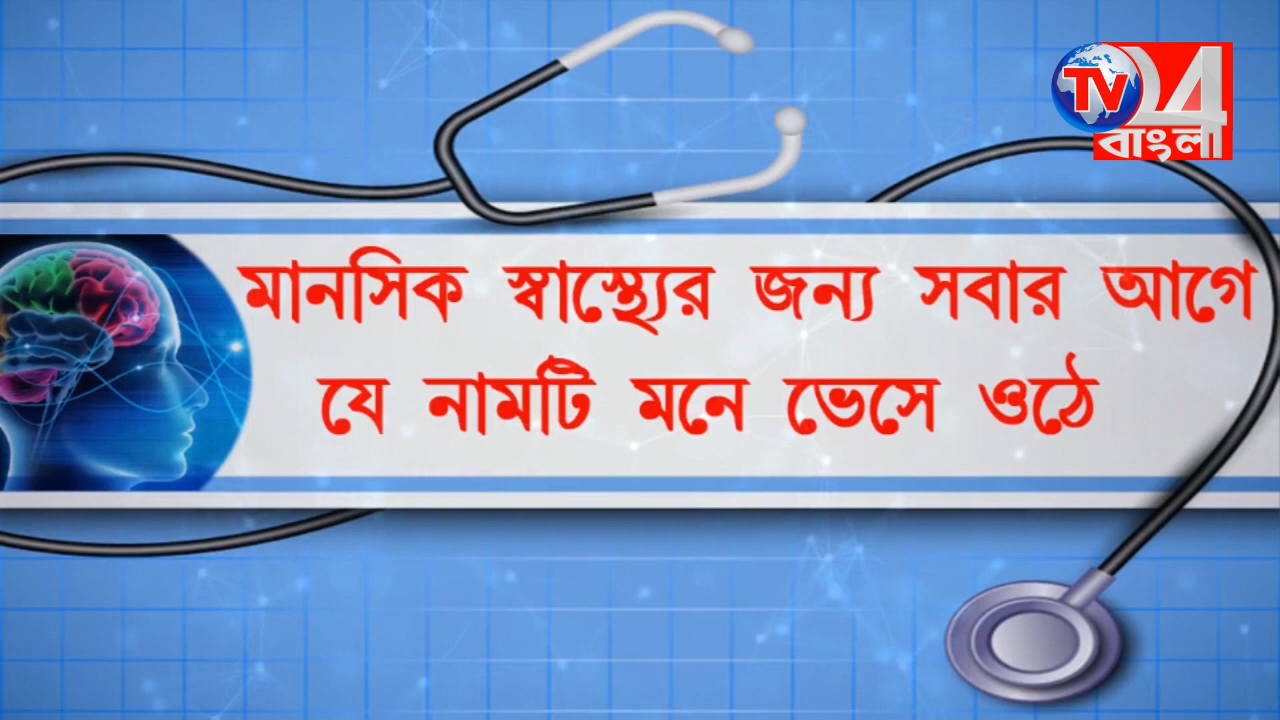 TV 24
বাংলা
মানসিক স্বাস্থ্যের জন্য সবার আগে
যে নামটি মনে ভেসে ওঠে